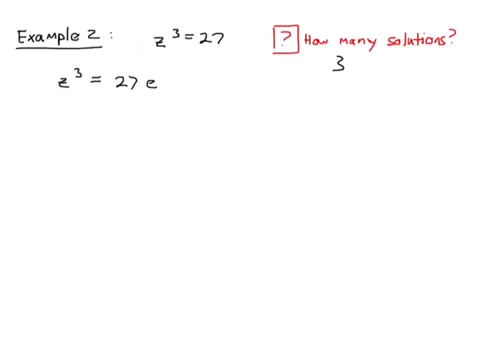 Example 2 : z³ = 27 [?] How many solutions?
3
z³ = 27 e